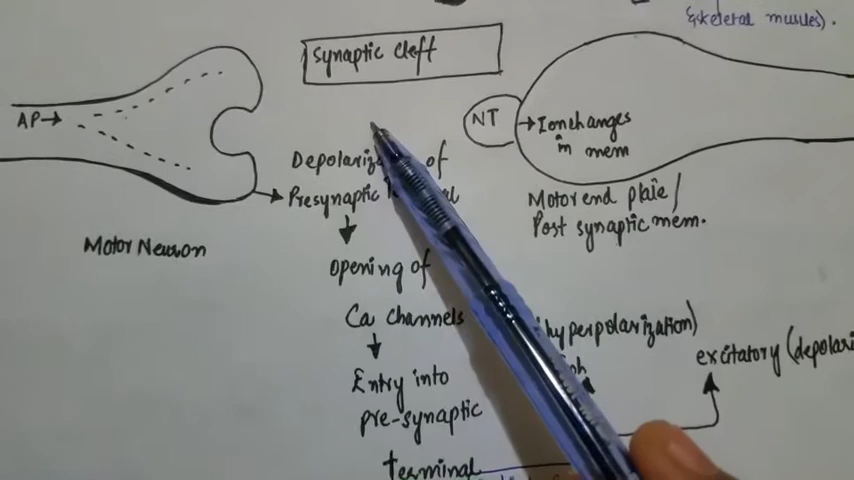 (skeletal muscles).
Synaptic cleft
AP
NT
Ion changes
in mem
Depolariz of
Presynaptic
Motor end plate/
Post synaptic mem.
Motor Neuron
Opening of
Ca channels
(hyperpolarization)
excitatory (depolari
Entry into
pre-synaptic
terminal